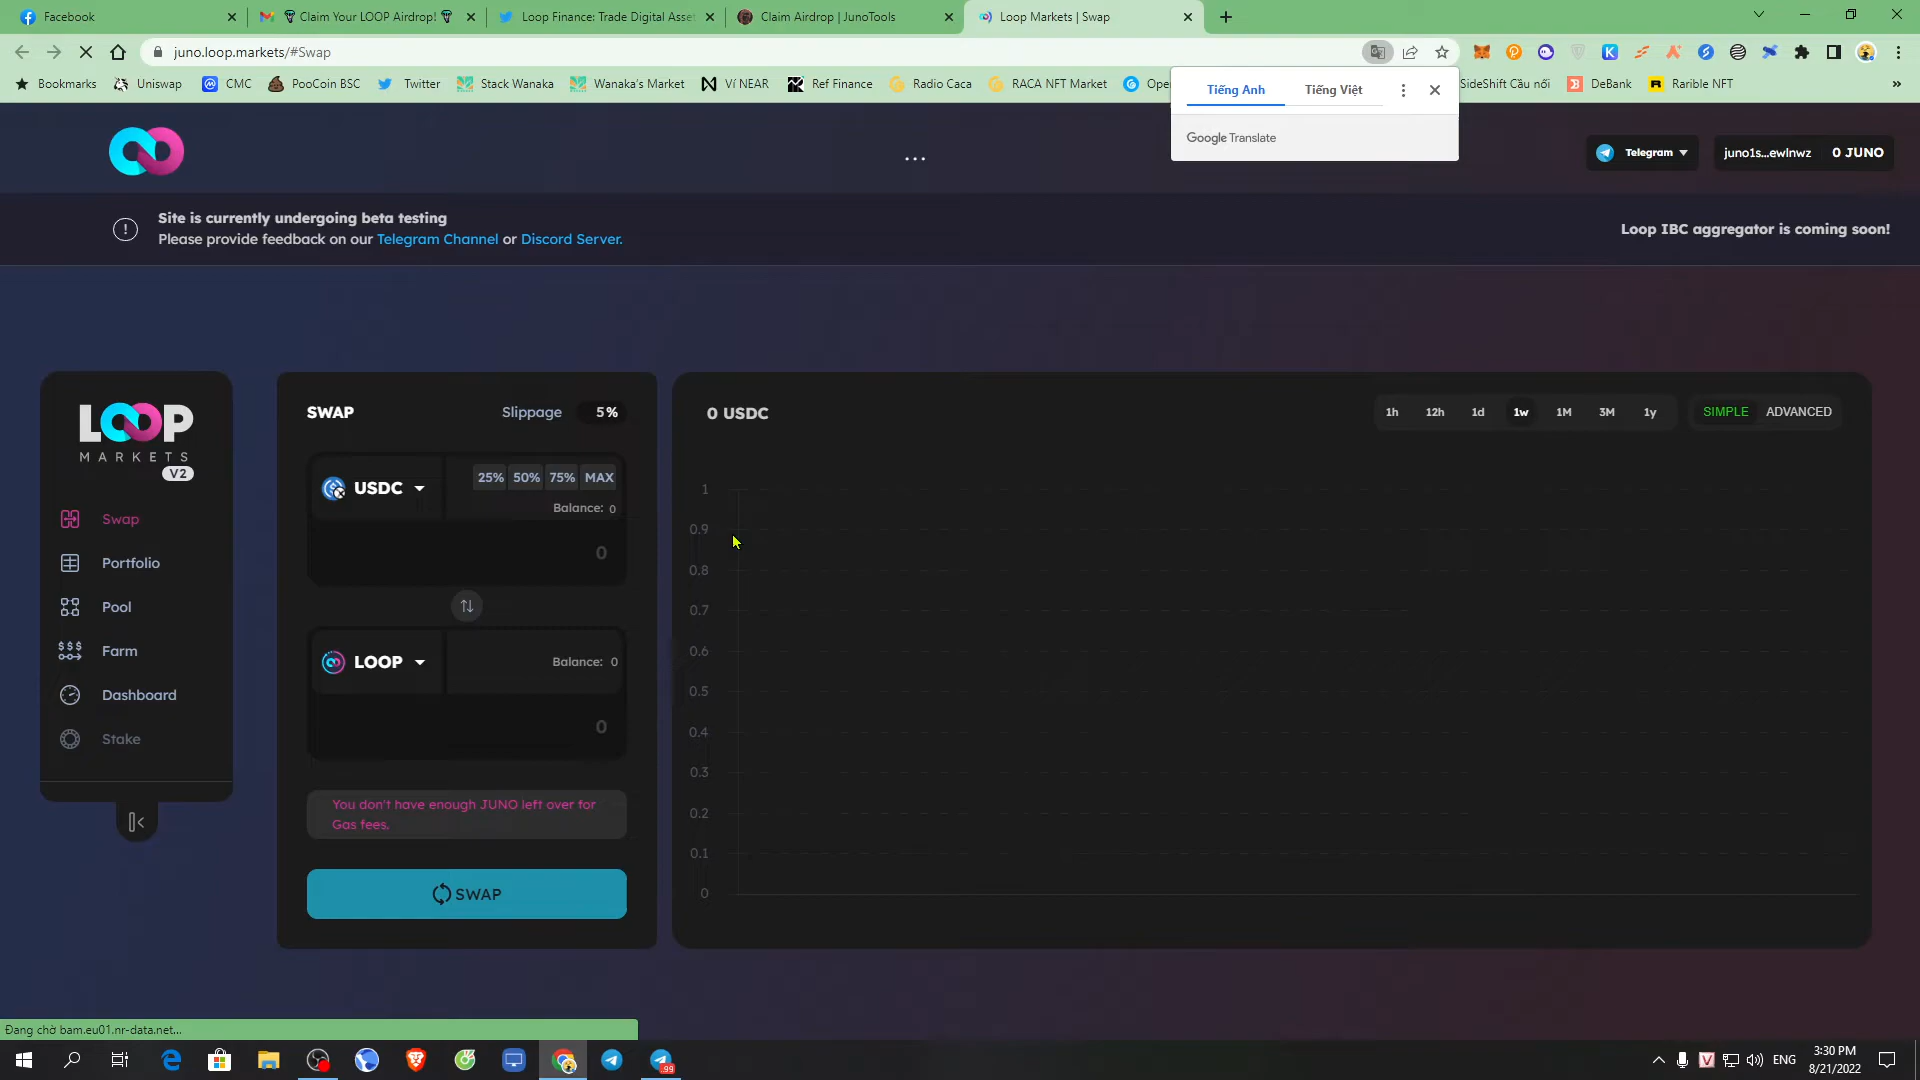 Facebook
Claim Your LOOP Airdrop!
Loop Finance: Trade Digital Asset
Claim Airdrop | JunoTools
Loop Markets | Swap
juno.loop.markets/#Swap
Bookmarks
Uniswap
CMC
PooCoin BSC
Twitter
Stack Wanaka
Wanaka's Market
Ví NEAR
Ref Finance
Radio Caca
RACA NFT Market
Ope
SideShift Cầu nối
DeBank
Rarible NFT
»
Tiếng Anh
Tiếng Việt
Google Translate
...
Telegram
juno1s...ewlnwz 0 JUNO
Site is currently undergoing beta testing
Please provide feedback on our Telegram Channel or Discord Server.
Loop IBC aggregator is coming soon!
LOOP
MARKETS
V2
Swap
Portfolio
Pool
Farm
Dashboard
Stake
SWAP
Slippage 5%
USDC
25% 50% 75% MAX
Balance: 0
0
LOOP
Balance: 0
0
You don't have enough JUNO left over for
Gas fees.
SWAP
0 USDC
1h 12h 1d 1w 1M 3M 1y
SIMPLE ADVANCED
1
0.9
0.8
0.7
0.6
0.5
0.4
0.3
0.2
0.1
0
Đang chờ bam.eu01.nr-data.net...
.99
ENG
3:30 PM
8/21/2022